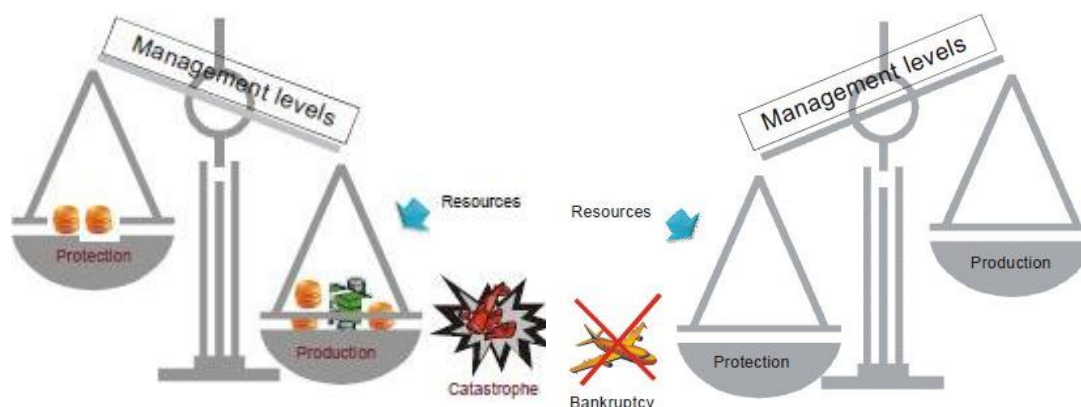 Management levels
Resources
Protection
Production
Catastrophe
Management levels
Resources
Production
Protection
Bankruptcy